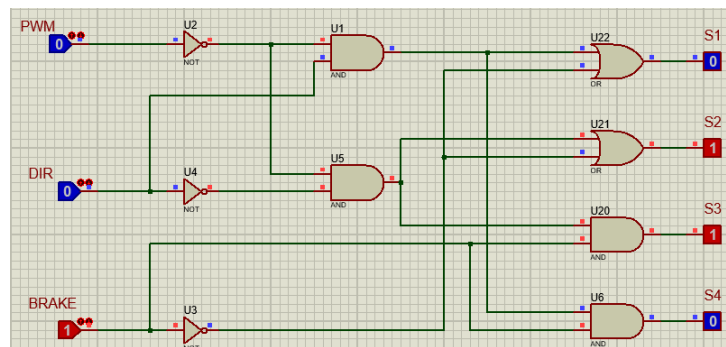 PWM
0
U2
NOT
U1
AND
U22
OR
S1
0
U21
OR
S2
1
DIR
0
U4
NOT
U5
AND
U20
AND
S3
1
BRAKE
1
U3
NOT
U6
AND
S4
0